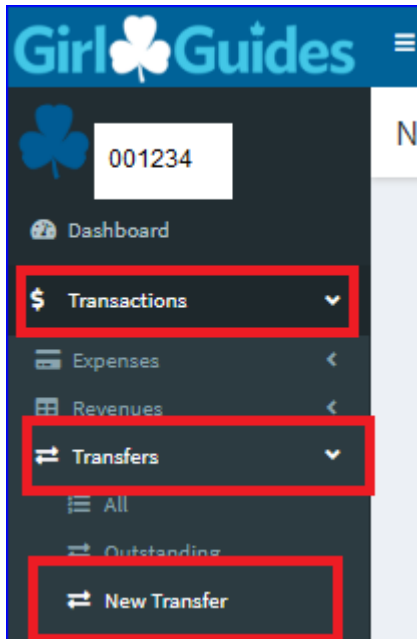 Girl Guides
N
001234
Dashboard
$ Transactions
Expenses
Revenues
Transfers
All
Outstanding
New Transfer